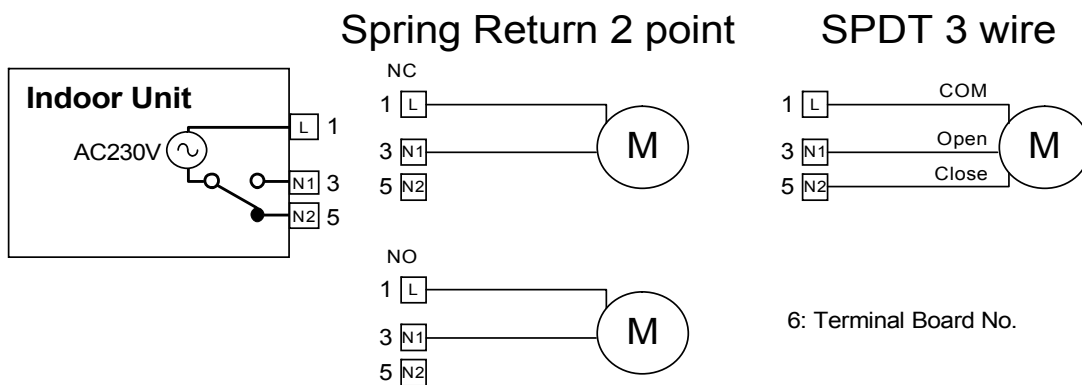 Spring Return 2 point
SPDT 3 wire
Indoor Unit
AC230V
L 1
N1 3
N2 5
NC
1 L
3 N1
5 N2
M
NO
1 L
3 N1
5 N2
M
1 L
3 N1
5 N2
COM
Open
Close
M
6: Terminal Board No.